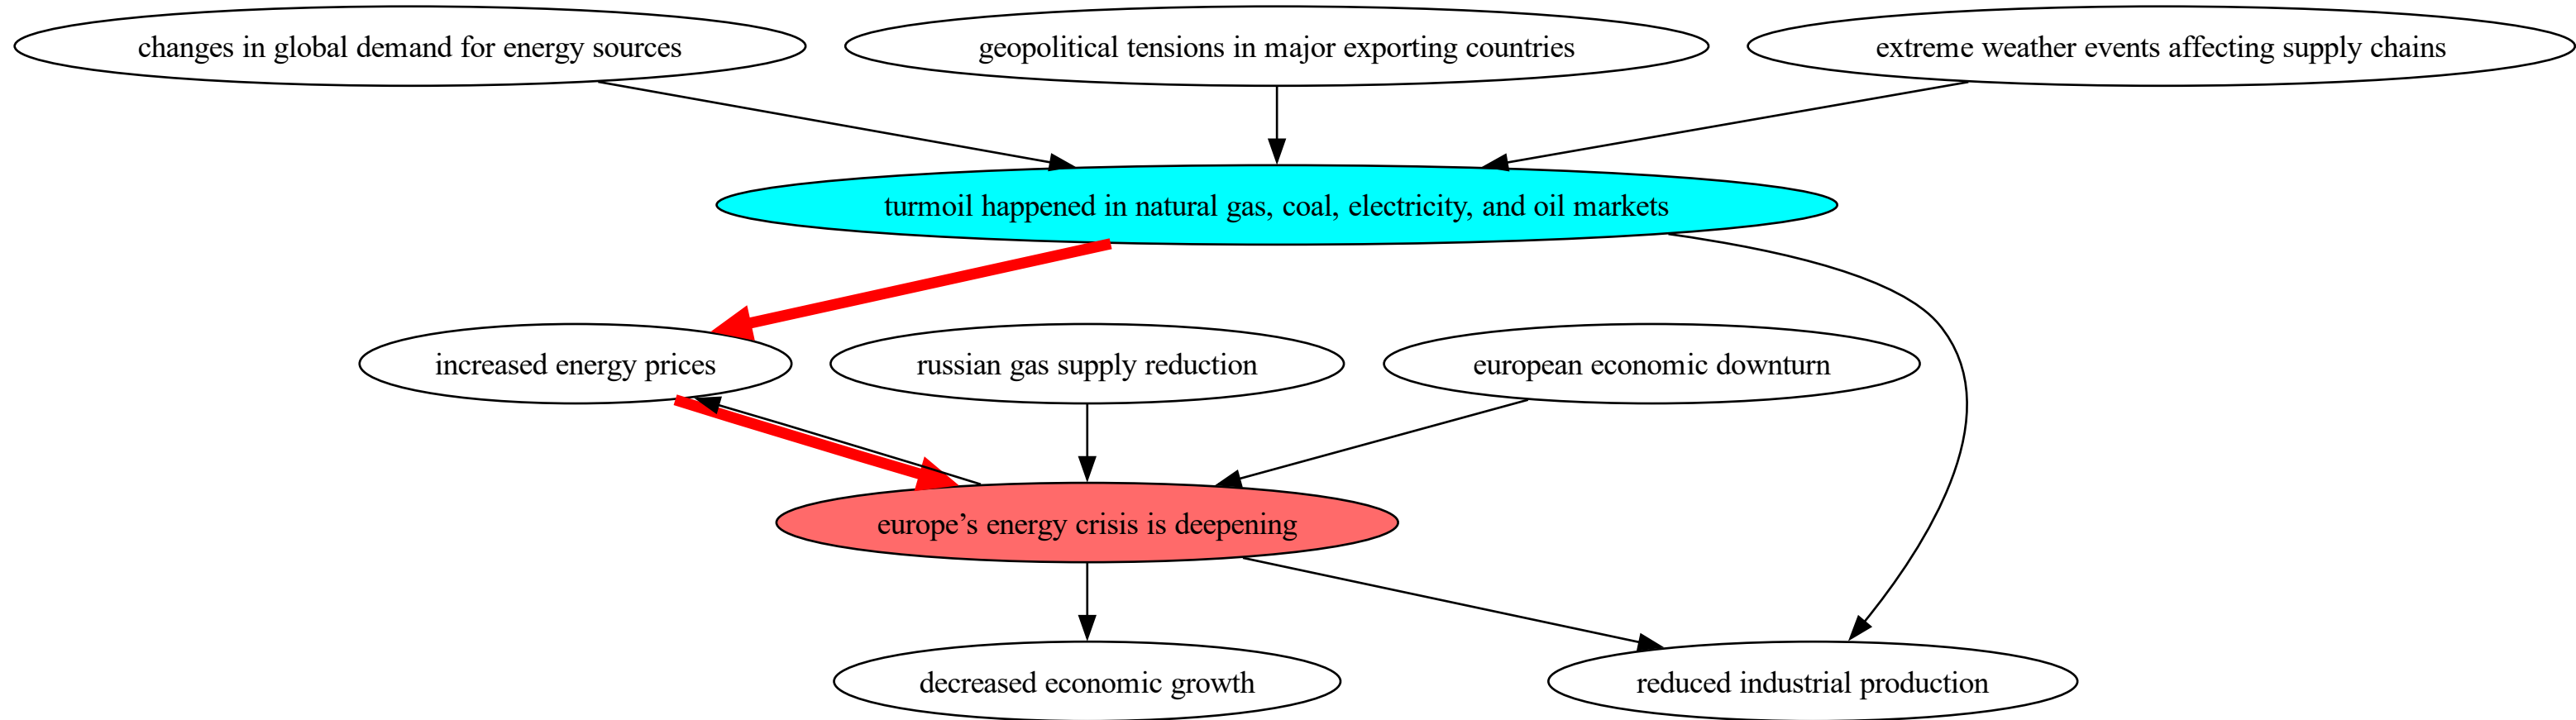 changes in global demand for energy sources
geopolitical tensions in major exporting countries
extreme weather events affecting supply chains
turmoil happened in natural gas, coal, electricity, and oil markets
increased energy prices
russian gas supply reduction
european economic downturn
europe’s energy crisis is deepening
decreased economic growth
reduced industrial production